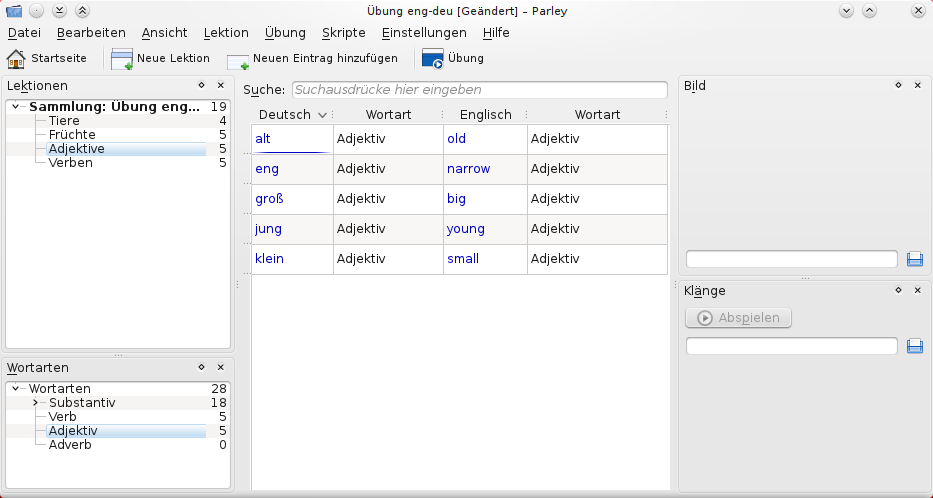 Übung eng-deu [Geändert] – Parley
Datei Bearbeiten Ansicht Lektion Übung Skripte Einstellungen Hilfe
Startseite Neue Lektion Neuen Eintrag hinzufügen Übung
Lektionen
Sammlung: Übung eng... 19
Tiere 4
Früchte 5
Adjektive 5
Verben 5
Wortarten
Wortarten 28
Substantiv 18
Verb 5
Adjektiv 5
Adverb 0
Suche: Suchausdrücke hier eingeben
Deutsch Wortart Englisch Wortart
alt Adjektiv old Adjektiv
eng Adjektiv narrow Adjektiv
groß Adjektiv big Adjektiv
jung Adjektiv young Adjektiv
klein Adjektiv small Adjektiv
Bild
Klänge
Abspielen